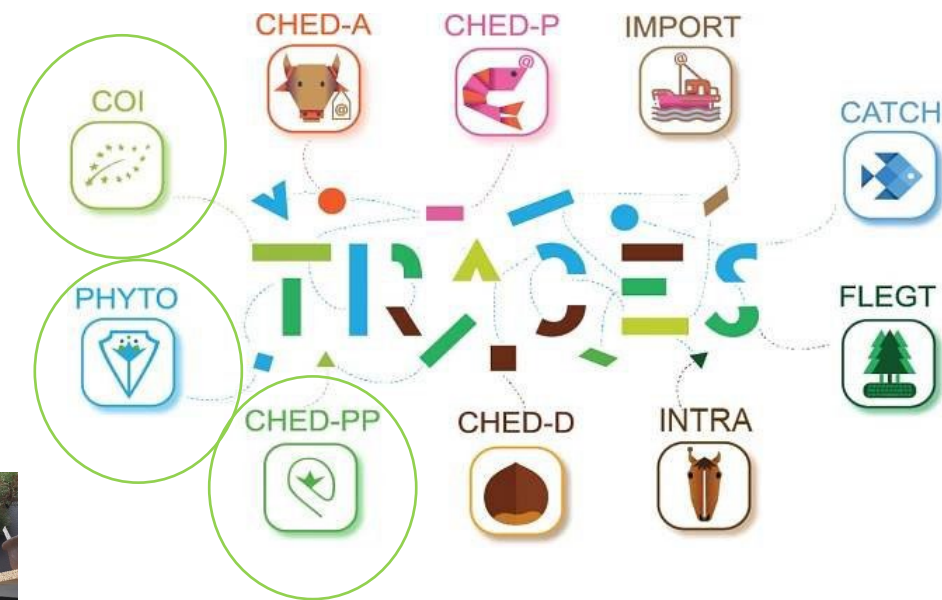 CHED-A
CHED-P
IMPORT
COI
@
@
@
CATCH
TRACES
PHYTO
FLEGT
CHED-PP
CHED-D
INTRA